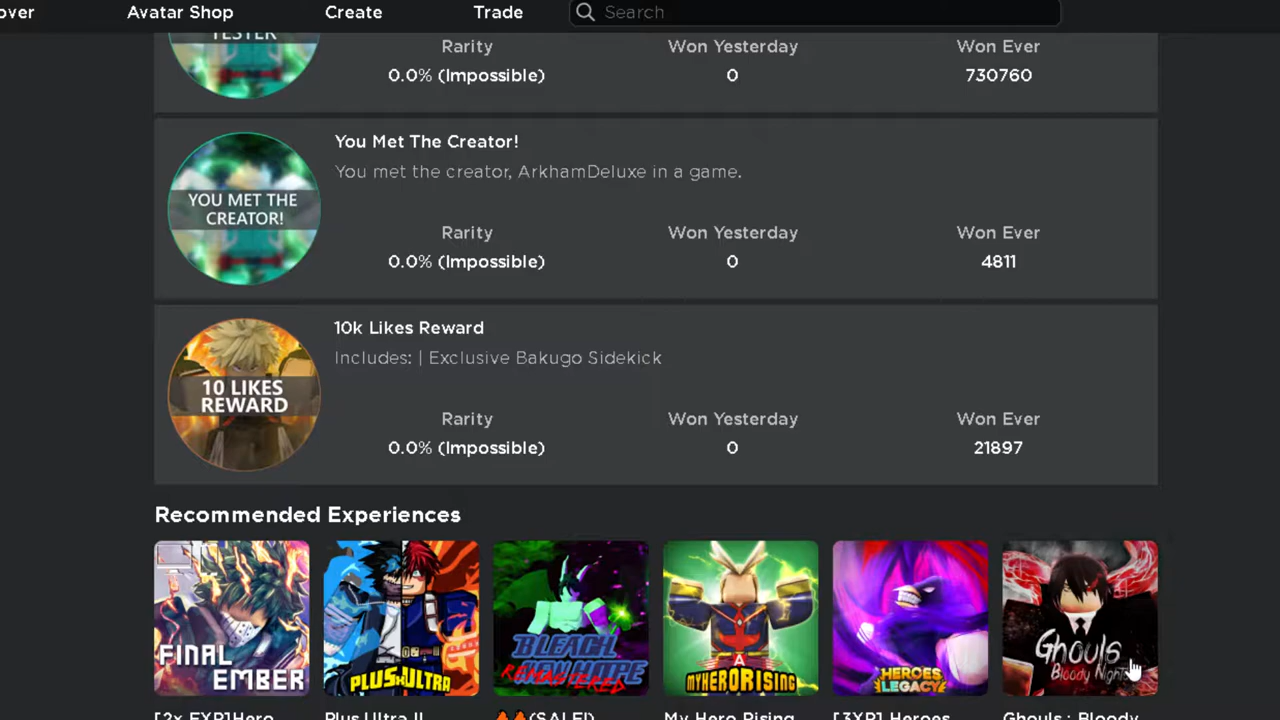 over Avatar Shop Create Trade Search
TESTER
Rarity Won Yesterday Won Ever
0.0% (Impossible) 0 730760
You Met The Creator!
You met the creator, ArkhamDeluxe in a game.
YOU MET THE
CREATOR!
Rarity Won Yesterday Won Ever
0.0% (Impossible) 0 4811
10k Likes Reward
Includes: | Exclusive Bakugo Sidekick
10 LIKES
REWARD
Rarity Won Yesterday Won Ever
0.0% (Impossible) 0 21897
Recommended Experiences
FINAL
EMBER
PLUS ULTRA
BLEACH
NEW HOPE
REMASTERED
A
MY HERO RISING
HEROES
LEGACY
Ghouls
Bloody Nights
[2x EXP]Hero Plus Ultra II 🔥🔥(SALE!) My Hero Rising [3XP] Heroes Ghouls : Bloody